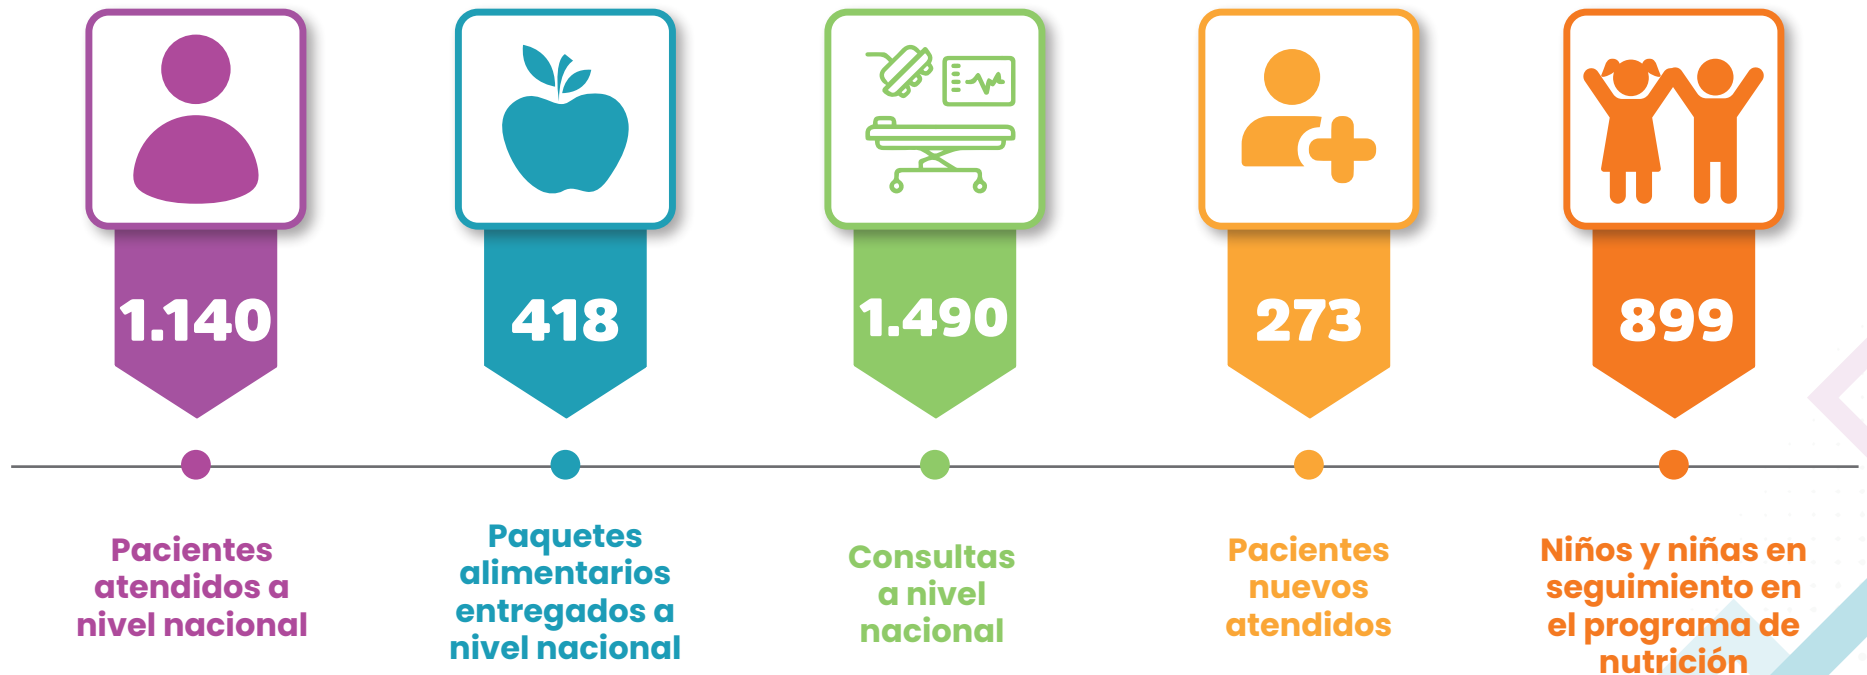 1.140
418
1.490
273
899
Pacientes
atendidos a
nivel nacional
Paquetes
alimentarios
entregados a
nivel nacional
Consultas
a nivel
nacional
Pacientes
nuevos
atendidos
Niños y niñas en
seguimiento en
el programa de
nutrición